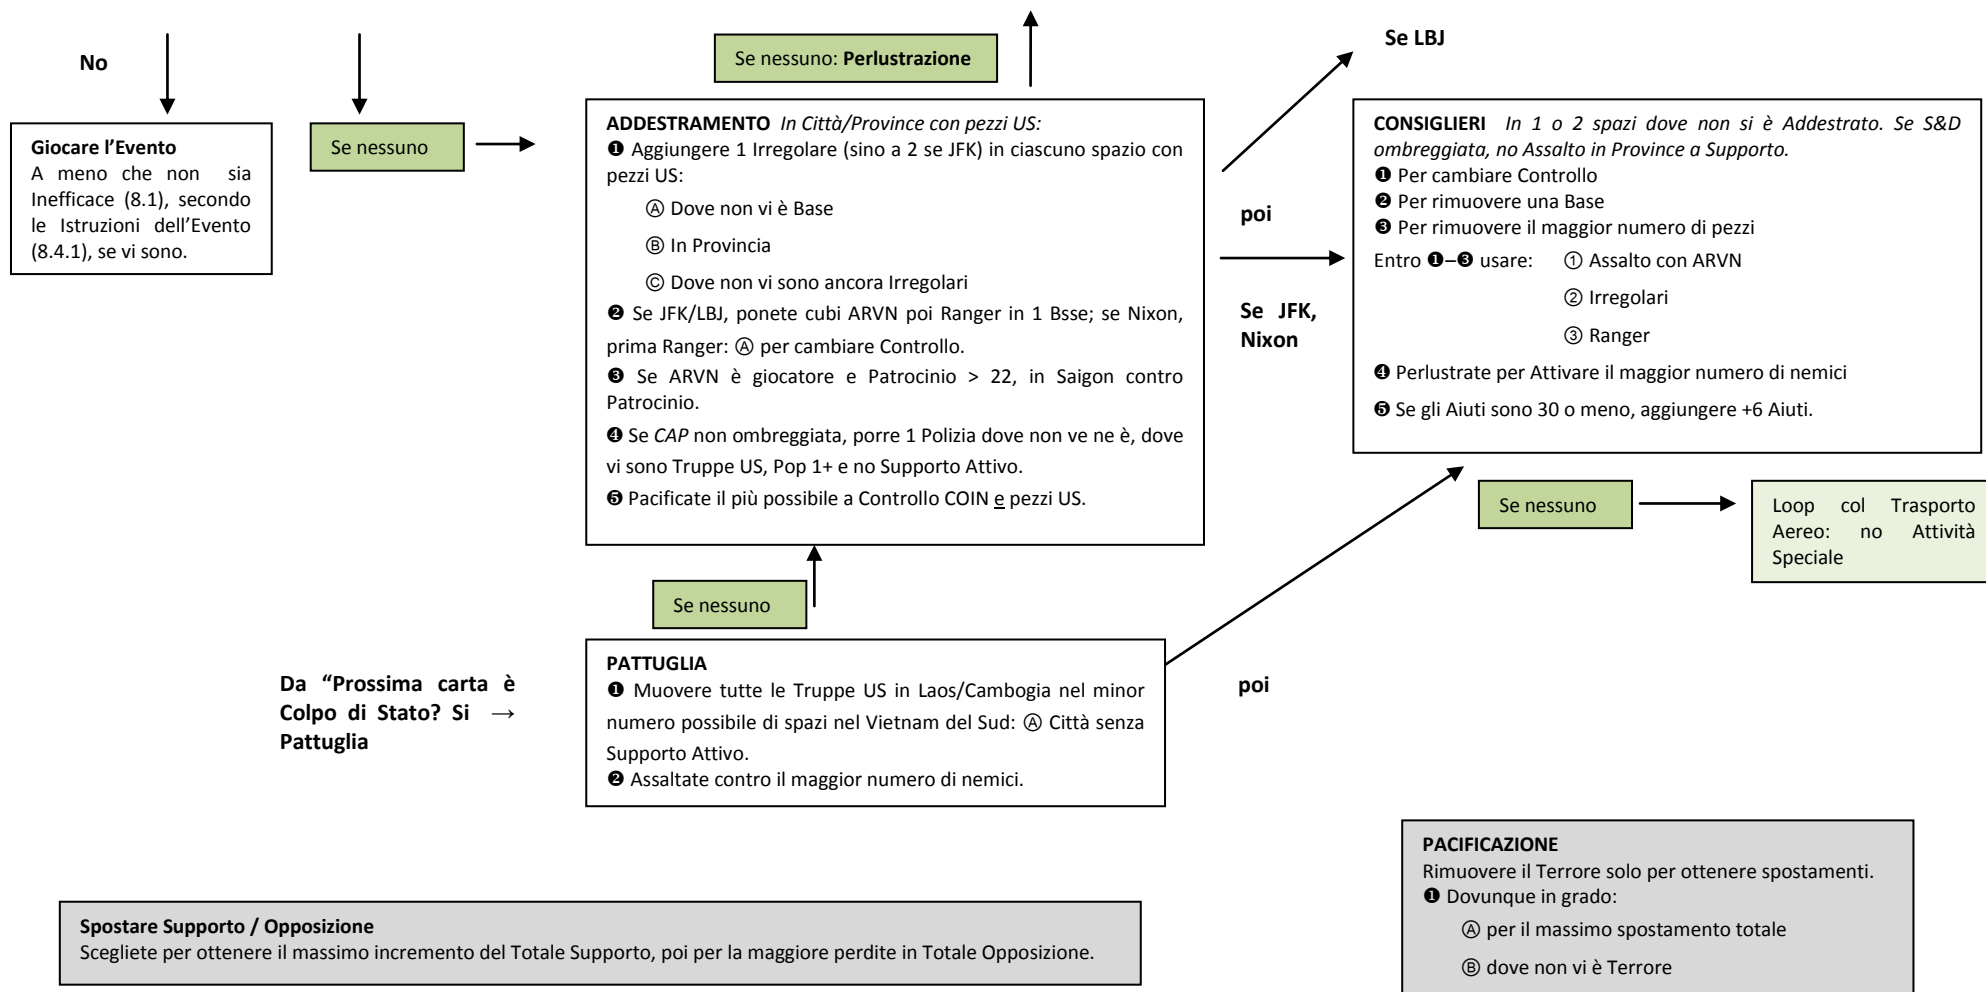 No
Se nessuno: Perlustrazione
Se LBJ
Giocare l'Evento
A meno che non sia
Inefficace (8.1), secondo
le Istruzioni dell'Evento
(8.4.1), se vi sono.
Se nessuno
ADDESTRAMENTO In Città/Province con pezzi US:
❶ Aggiungere 1 Irregolare (sino a 2 se JFK) in ciascuno spazio con
pezzi US:
Ⓐ Dove non vi è Base
Ⓑ In Provincia
Ⓒ Dove non vi sono ancora Irregolari
❷ Se JFK/LBJ, ponete cubi ARVN poi Ranger in 1 Bsse; se Nixon,
prima Ranger: Ⓐ per cambiare Controllo.
❸ Se ARVN è giocatore e Patrocinio > 22, in Saigon contro
Patrocinio.
❹ Se CAP non ombreggiata, porre 1 Polizia dove non ve ne è, dove
vi sono Truppe US, Pop 1+ e no Supporto Attivo.
❺ Pacificate il più possibile a Controllo COIN e pezzi US.
poi
Se JFK,
Nixon
CONSIGLIERI In 1 o 2 spazi dove non si è Addestrato. Se S&D
ombreggiata, no Assalto in Province a Supporto.
❶ Per cambiare Controllo
❷ Per rimuovere una Base
❸ Per rimuovere il maggior numero di pezzi
Entro ❶–❸ usare: ① Assalto con ARVN
② Irregolari
③ Ranger
❹ Perlustrate per Attivare il maggior numero di nemici
❺ Se gli Aiuti sono 30 o meno, aggiungere +6 Aiuti.
Se nessuno
Loop col Trasporto
Aereo: no Attività
Speciale
Se nessuno
Da "Prossima carta è
Colpo di Stato? Si →
Pattuglia
PATTUGLIA
❶ Muovere tutte le Truppe US in Laos/Cambogia nel minor
numero possibile di spazi nel Vietnam del Sud: Ⓐ Città senza
Supporto Attivo.
❷ Assaltate contro il maggior numero di nemici.
poi
Spostare Supporto / Opposizione
Scegliete per ottenere il massimo incremento del Totale Supporto, poi per la maggiore perdite in Totale Opposizione.
PACIFICAZIONE
Rimuovere il Terrore solo per ottenere spostamenti.
❶ Dovunque in grado:
Ⓐ per il massimo spostamento totale
Ⓑ dove non vi è Terrore